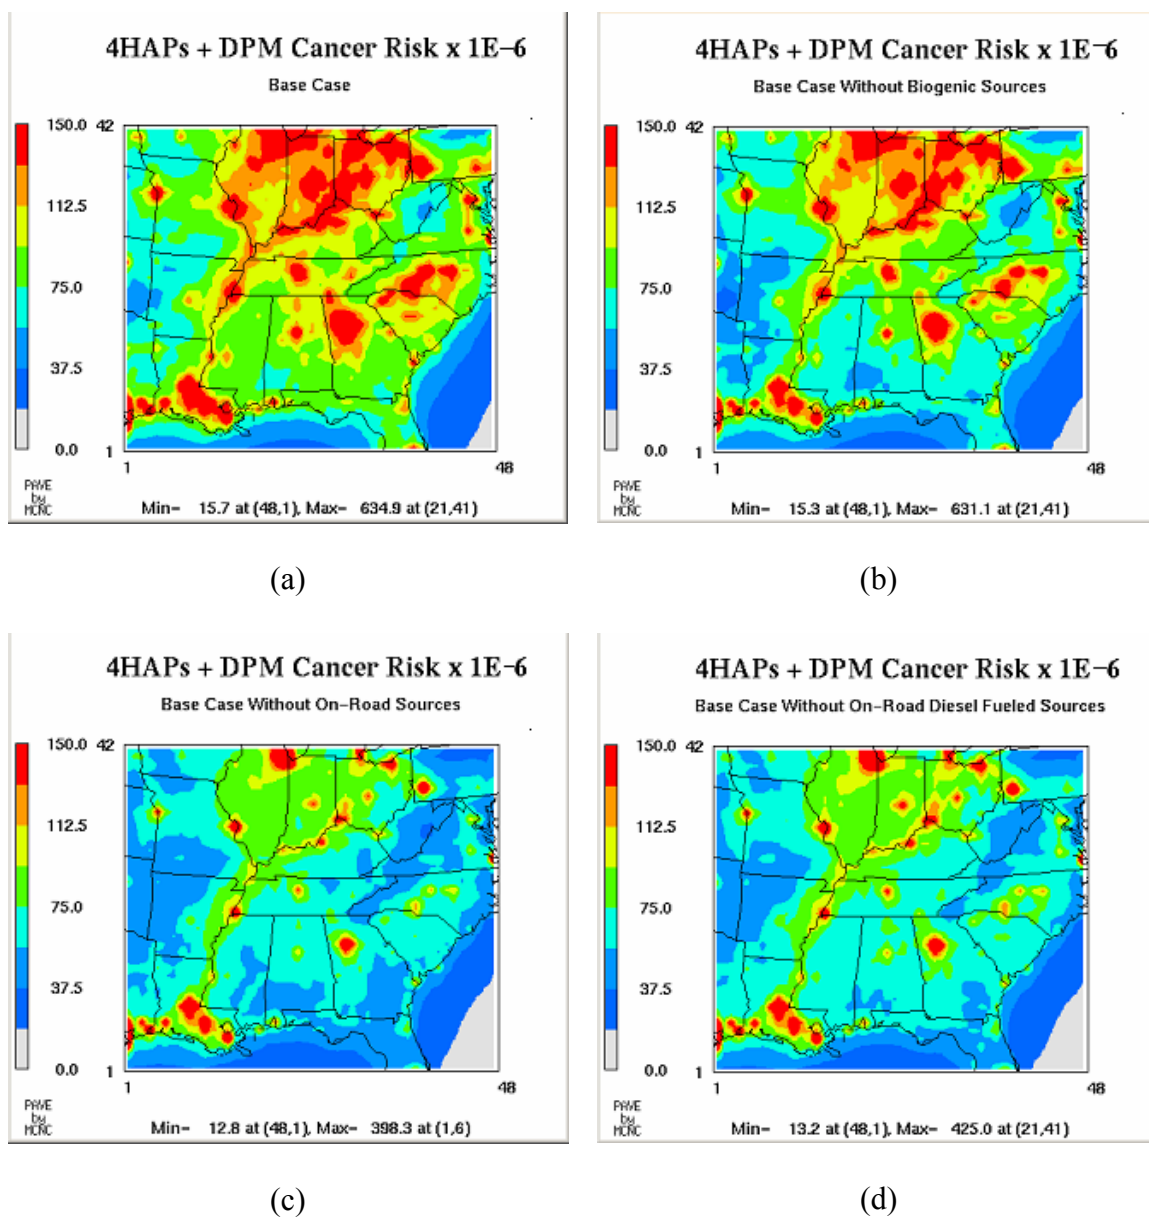 4HAPs + DPM Cancer Risk x 1E-6
Base Case
150.0
112.5
75.0
37.5
0.0
42
1
1
48
PAVE
by
MCNC
Min= 15.7 at (48,1), Max= 634.9 at (21,41)
(a)
4HAPs + DPM Cancer Risk x 1E-6
Base Case Without Biogenic Sources
150.0
112.5
75.0
37.5
0.0
42
1
1
48
PAVE
by
MCNC
Min= 15.3 at (48,1), Max= 631.1 at (21,41)
(b)
4HAPs + DPM Cancer Risk x 1E-6
Base Case Without On-Road Sources
150.0
112.5
75.0
37.5
0.0
42
1
1
48
PAVE
by
MCNC
Min= 12.8 at (48,1), Max= 398.3 at (1,6)
(c)
4HAPs + DPM Cancer Risk x 1E-6
Base Case Without On-Road Diesel Fueled Sources
150.0
112.5
75.0
37.5
0.0
42
1
1
48
PAVE
by
MCNC
Min= 13.2 at (48,1), Max= 425.0 at (21,41)
(d)